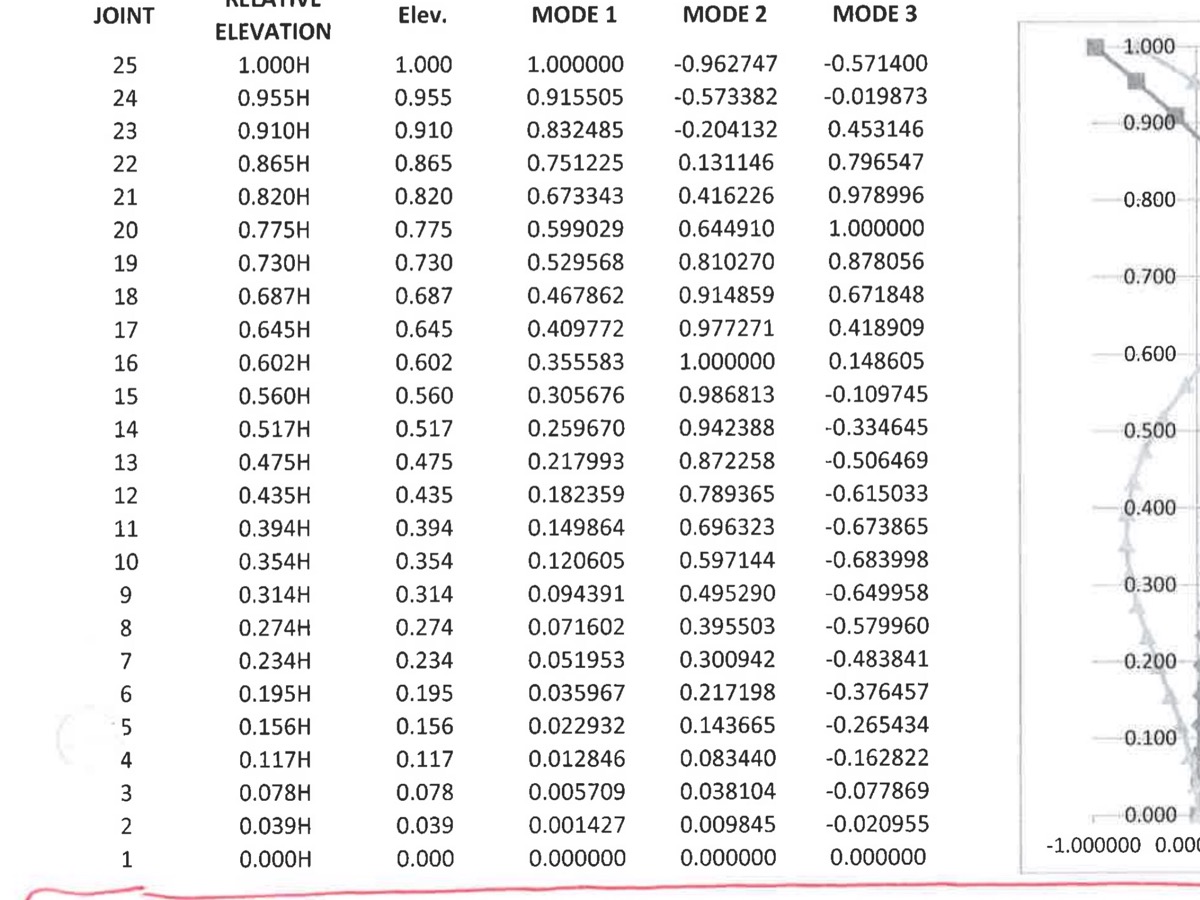 JOINT RELATIVE ELEVATION Elev. MODE 1 MODE 2 MODE 3
25 1.000H 1.000 1.000000 -0.962747 -0.571400
24 0.955H 0.955 0.915505 -0.573382 -0.019873
23 0.910H 0.910 0.832485 -0.204132 0.453146
22 0.865H 0.865 0.751225 0.131146 0.796547
21 0.820H 0.820 0.673343 0.416226 0.978996
20 0.775H 0.775 0.599029 0.644910 1.000000
19 0.730H 0.730 0.529568 0.810270 0.878056
18 0.687H 0.687 0.467862 0.914859 0.671848
17 0.645H 0.645 0.409772 0.977271 0.418909
16 0.602H 0.602 0.355583 1.000000 0.148605
15 0.560H 0.560 0.305676 0.986813 -0.109745
14 0.517H 0.517 0.259670 0.942388 -0.334645
13 0.475H 0.475 0.217993 0.872258 -0.506469
12 0.435H 0.435 0.182359 0.789365 -0.615033
11 0.394H 0.394 0.149864 0.696323 -0.673865
10 0.354H 0.354 0.120605 0.597144 -0.683998
9 0.314H 0.314 0.094391 0.495290 -0.649958
8 0.274H 0.274 0.071602 0.395503 -0.579960
7 0.234H 0.234 0.051953 0.300942 -0.483841
6 0.195H 0.195 0.035967 0.217198 -0.376457
5 0.156H 0.156 0.022932 0.143665 -0.265434
4 0.117H 0.117 0.012846 0.083440 -0.162822
3 0.078H 0.078 0.005709 0.038104 -0.077869
2 0.039H 0.039 0.001427 0.009845 -0.020955
1 0.000H 0.000 0.000000 0.000000 0.000000
1.000
0.900
0.800
0.700
0.600
0.500
0.400
0.300
0.200
0.100
0.000
-1.000000